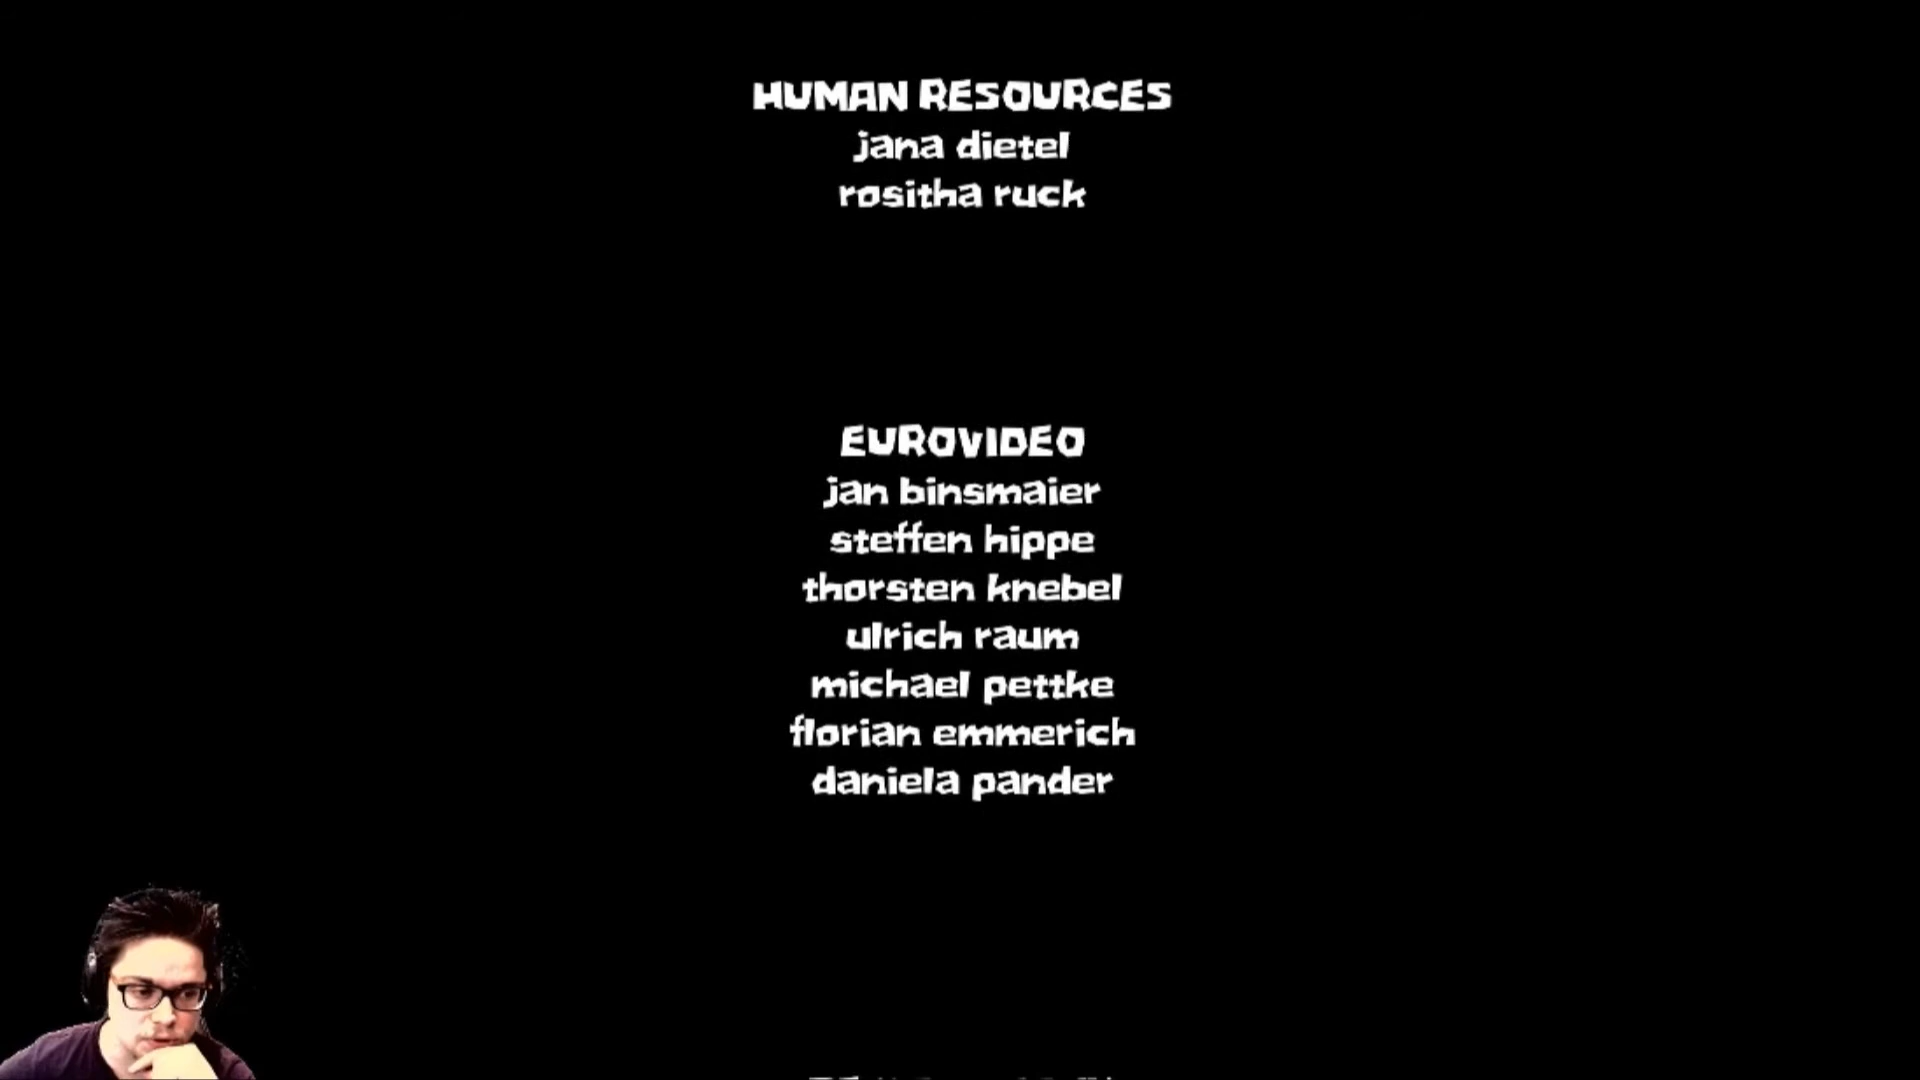 HUMAN RESOURCES
jana dietel
rositha ruck
EUROVIDEO
jan binsmaier
steffen hippe
thorsten knebel
ulrich raum
michael pettke
florian emmerich
daniela pander